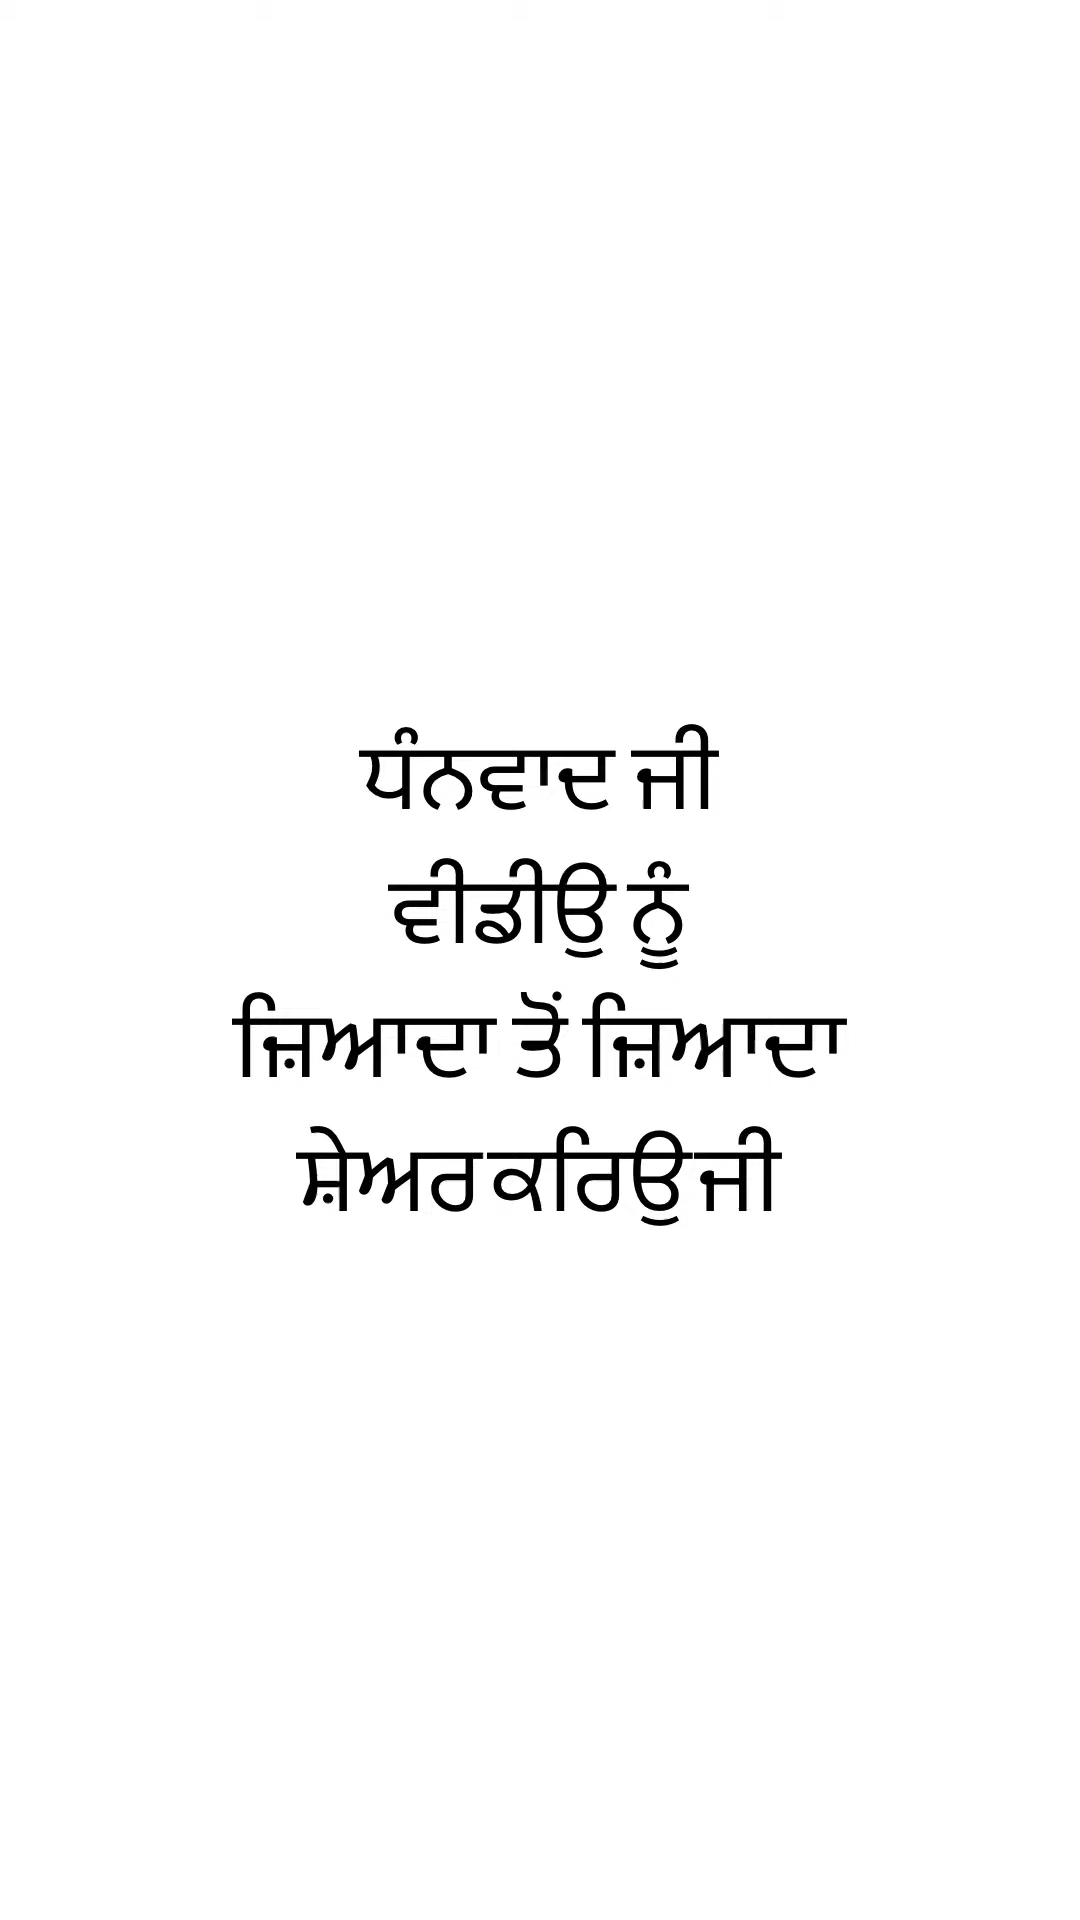 ਧੰਨਵਾਦ ਜੀ
ਵੀਡੀਉ ਨੂੰ
ਜ਼ਿਆਦਾ ਤੋਂ ਜ਼ਿਆਦਾ
ਸ਼ੇਅਰ ਕਰਿਉ ਜੀ